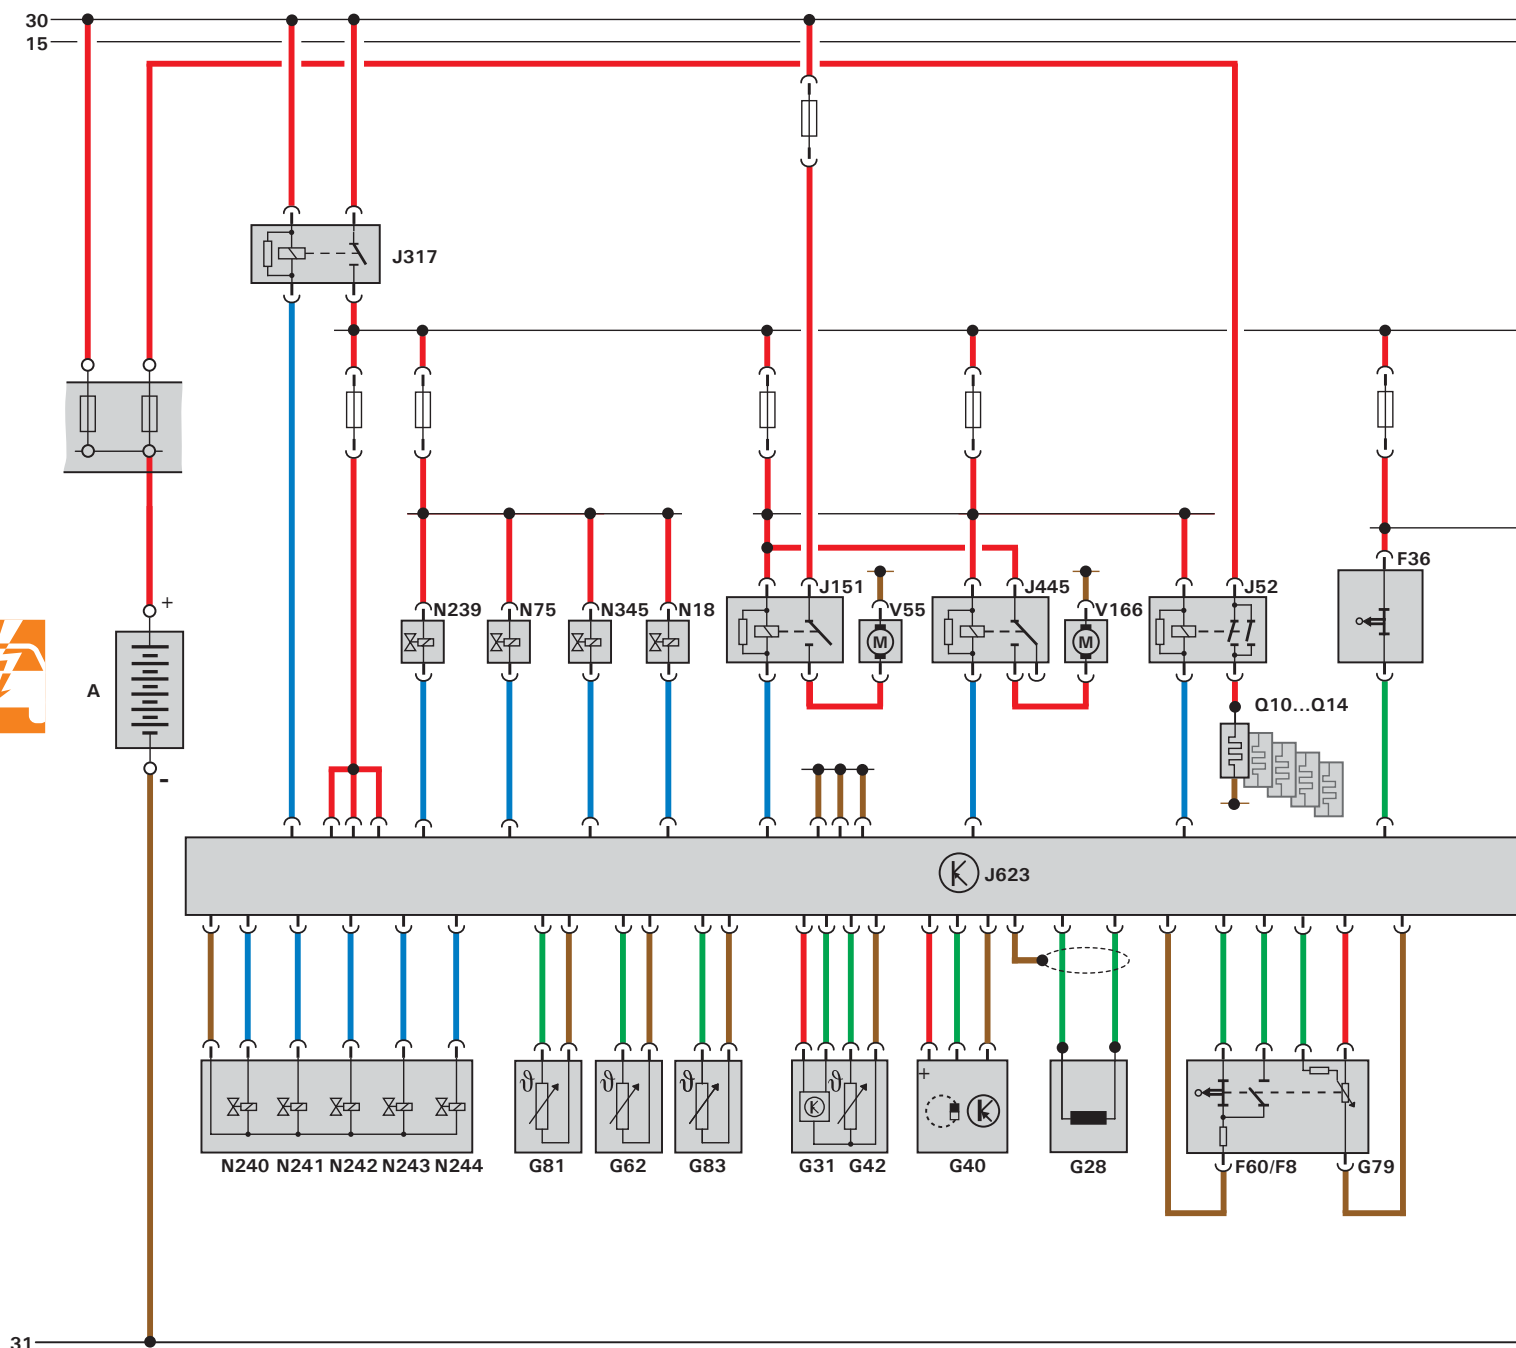 30
15
J317
F36
J151
J445
J52
N239
N75
N345
N18
V55
V166
+
A
M
M
Q10...Q14
-
J623
ϑ
ϑ
ϑ
ϑ
+
N240 N241 N242 N243 N244
G81
G62
G83
G31 G42
G40
G28
F60/F8
G79
31